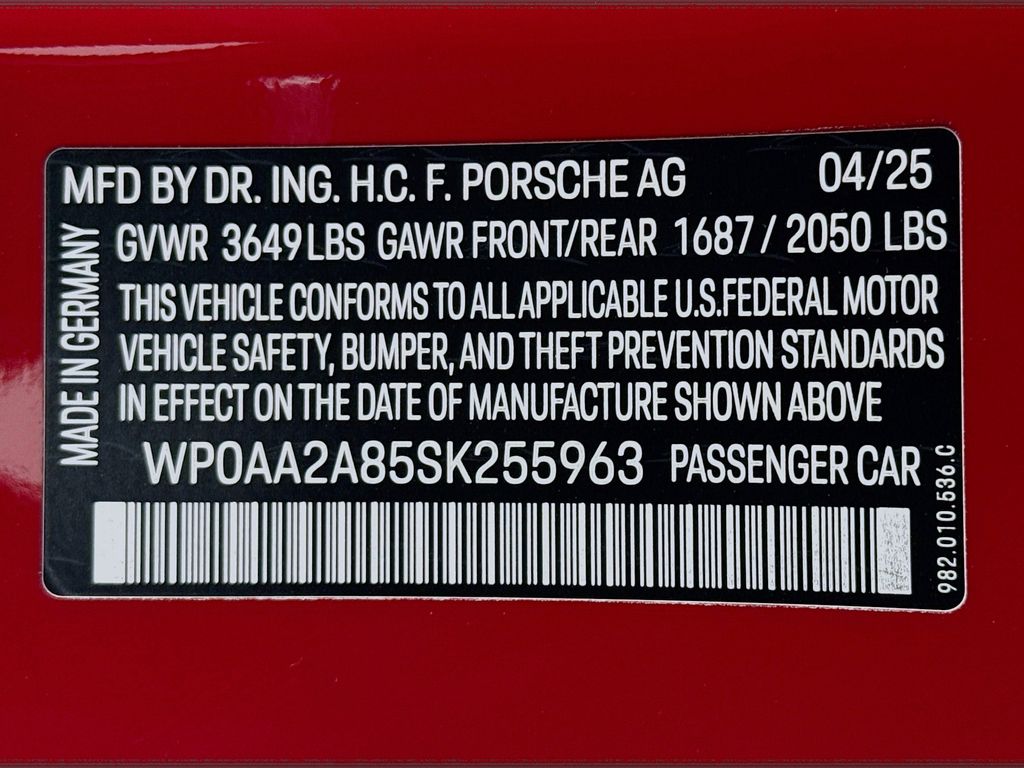 MFD BY DR. ING. H.C. F. PORSCHE AG 04/25
GVWR 3649 LBS GAWR FRONT/REAR 1687 / 2050 LBS
THIS VEHICLE CONFORMS TO ALL APPLICABLE U.S.FEDERAL MOTOR
VEHICLE SAFETY, BUMPER, AND THEFT PREVENTION STANDARDS
IN EFFECT ON THE DATE OF MANUFACTURE SHOWN ABOVE
WP0AA2A85SK255963 PASSENGER CAR
MADE IN GERMANY
982.010.536.C